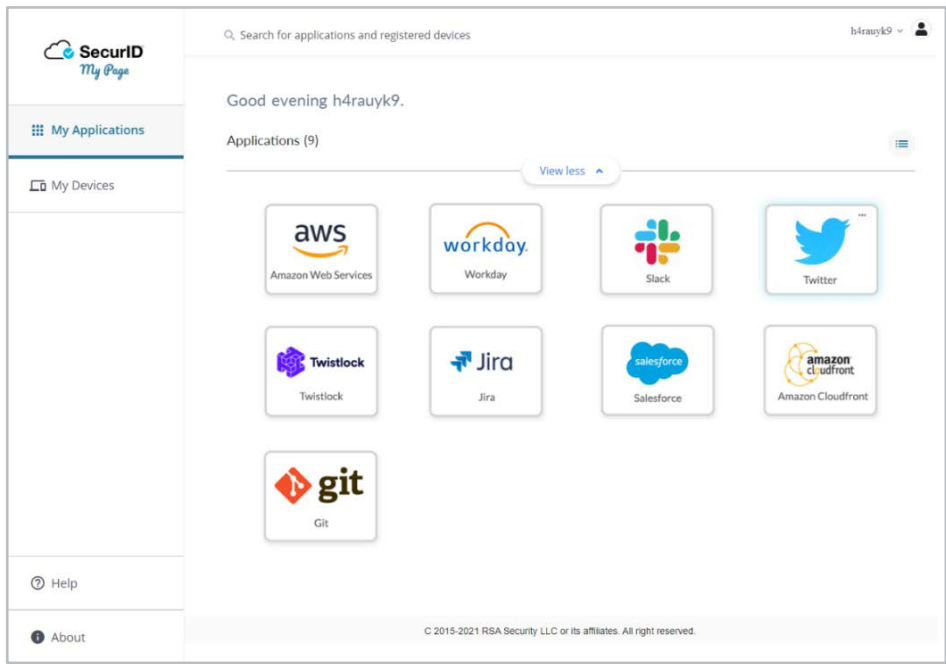 SecurID
My Page
Search for applications and registered devices
h4rauyk9
Good evening h4rauyk9.
My Applications
Applications (9)
View less
My Devices
aws
Amazon Web Services
workday.
Workday
Slack
Twitter
Twistlock
Twistlock
Jira
Jira
salesforce
Salesforce
amazon
cloudfront
Amazon Cloudfront
git
Git
Help
About
C 2015-2021 RSA Security LLC or its affiliates. All right reserved.